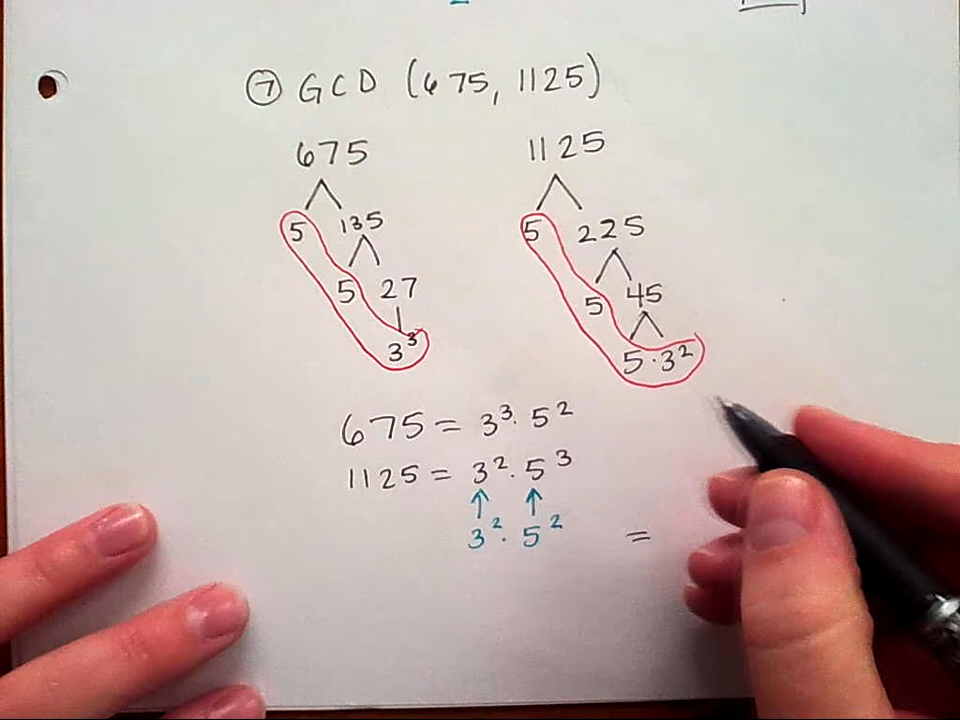 ⑦ GCD (675, 1125)
675 1125
5 135 5 225
5 27 5 45
3³ 5·3²
675 = 3³· 5²
1125 = 3²· 5³
↑ ↑
3²· 5² =